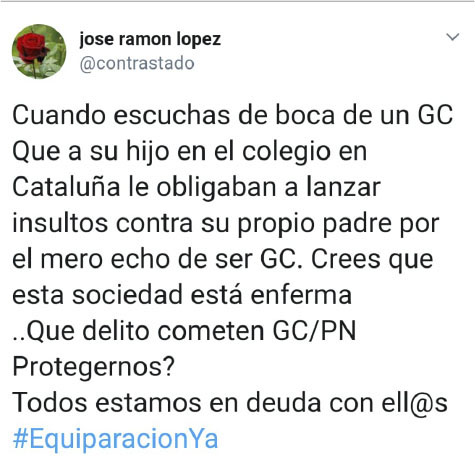 jose ramon lopez
@contrastado
Cuando escuchas de boca de un GC
Que a su hijo en el colegio en
Cataluña le obligaban a lanzar
insultos contra su propio padre por
el mero echo de ser GC. Crees que
esta sociedad está enferma
..Que delito cometen GC/PN
Protegernos?
Todos estamos en deuda con ell@s
#EquiparacionYa